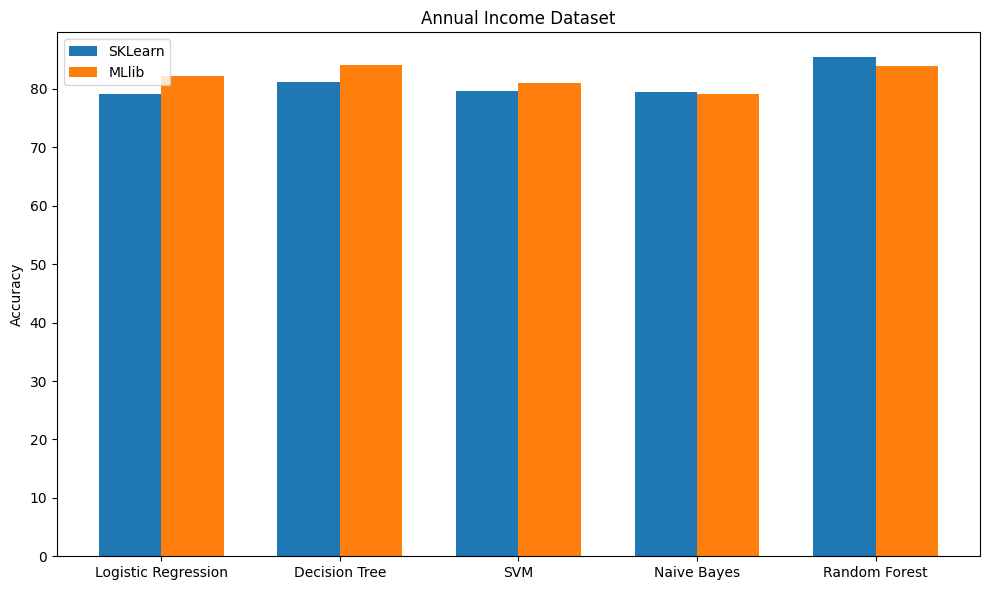 Annual Income Dataset
SKLearn
MLlib
Accuracy
80
70
60
50
40
30
20
10
0
Logistic Regression
Decision Tree
SVM
Naive Bayes
Random Forest